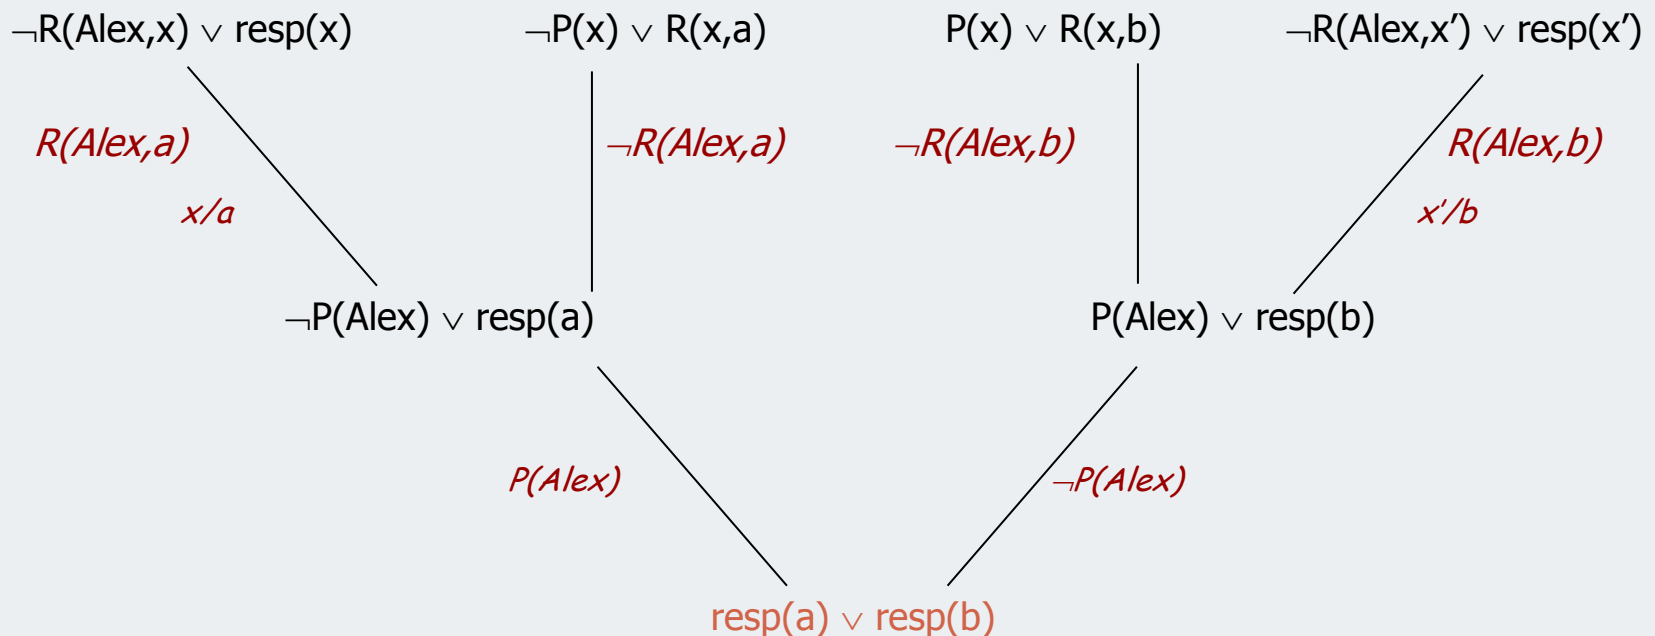 ¬R(Alex,x) ∨ resp(x) ¬P(x) ∨ R(x,a) P(x) ∨ R(x,b) ¬R(Alex,x’) ∨ resp(x’)
R(Alex,a) ¬R(Alex,a) ¬R(Alex,b) R(Alex,b)
x/a x'/b
¬P(Alex) ∨ resp(a) P(Alex) ∨ resp(b)
P(Alex) ¬P(Alex)
resp(a) ∨ resp(b)